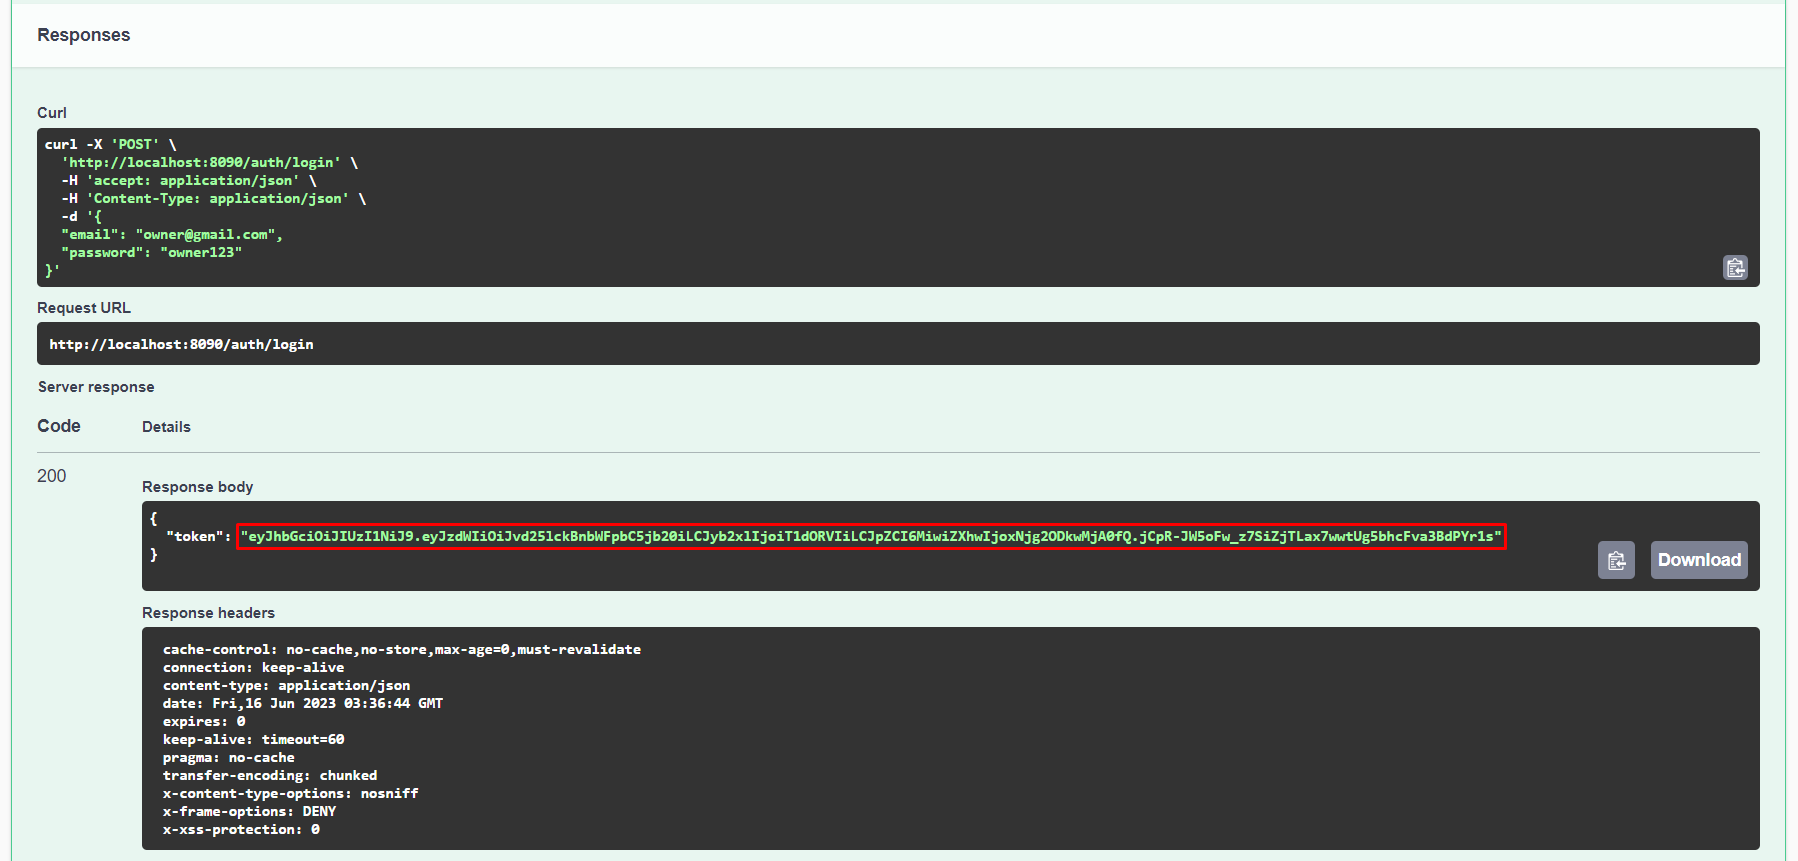 Responses
Curl
curl -X 'POST' \
'http://localhost:8090/auth/login' \
-H 'accept: application/json' \
-H 'Content-Type: application/json' \
-d '{
"email": "owner@gmail.com",
"password": "owner123"
}'
Request URL
http://localhost:8090/auth/login
Server response
Code Details
200
Response body
{
"token": "eyJhbGciOiJIUzI1NiJ9.eyJzdWIiOiJvd25lckBnbWFpbC5jb20iLCJyb2xlIjoiT1dORVIiLCJpZCI6MiwiZXhwIjoxNjg2ODkwMjA0fQ.jCpR-JW5oFw_z7SiZjTLax7wwtUg5bhcFva3BdPYrls"
}
Download
Response headers
cache-control: no-cache,no-store,max-age=0,must-revalidate
connection: keep-alive
content-type: application/json
date: Fri,16 Jun 2023 03:36:44 GMT
expires: 0
keep-alive: timeout=60
pragma: no-cache
transfer-encoding: chunked
x-content-type-options: nosniff
x-frame-options: DENY
x-xss-protection: 0